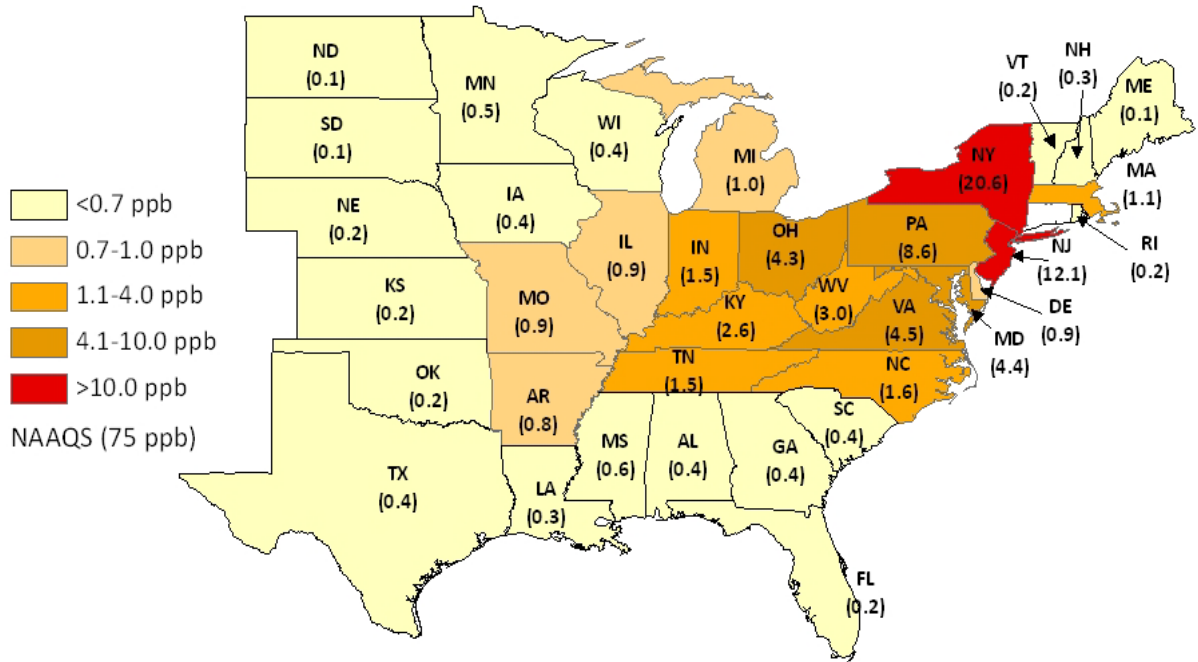 ND
(0.1)
MN
(0.5)
VT
(0.2)
NH
(0.3)
ME
(0.1)
SD
(0.1)
WI
(0.4)
MI
(1.0)
NY
(20.6)
MA
(1.1)
<0.7 ppb
0.7-1.0 ppb
1.1-4.0 ppb
4.1-10.0 ppb
>10.0 ppb
NAAQS (75 ppb)
NE
(0.2)
IA
(0.4)
IL
(0.9)
IN
(1.5)
OH
(4.3)
PA
(8.6)
NJ
(12.1)
RI
(0.2)
KS
(0.2)
MO
(0.9)
KY
(2.6)
WV
(3.0)
VA
(4.5)
MD
(4.4)
DE
(0.9)
OK
(0.2)
AR
(0.8)
TN
(1.5)
NC
(1.6)
SC
(0.4)
TX
(0.4)
LA
(0.3)
MS
(0.6)
AL
(0.4)
GA
(0.4)
FL
(0.2)